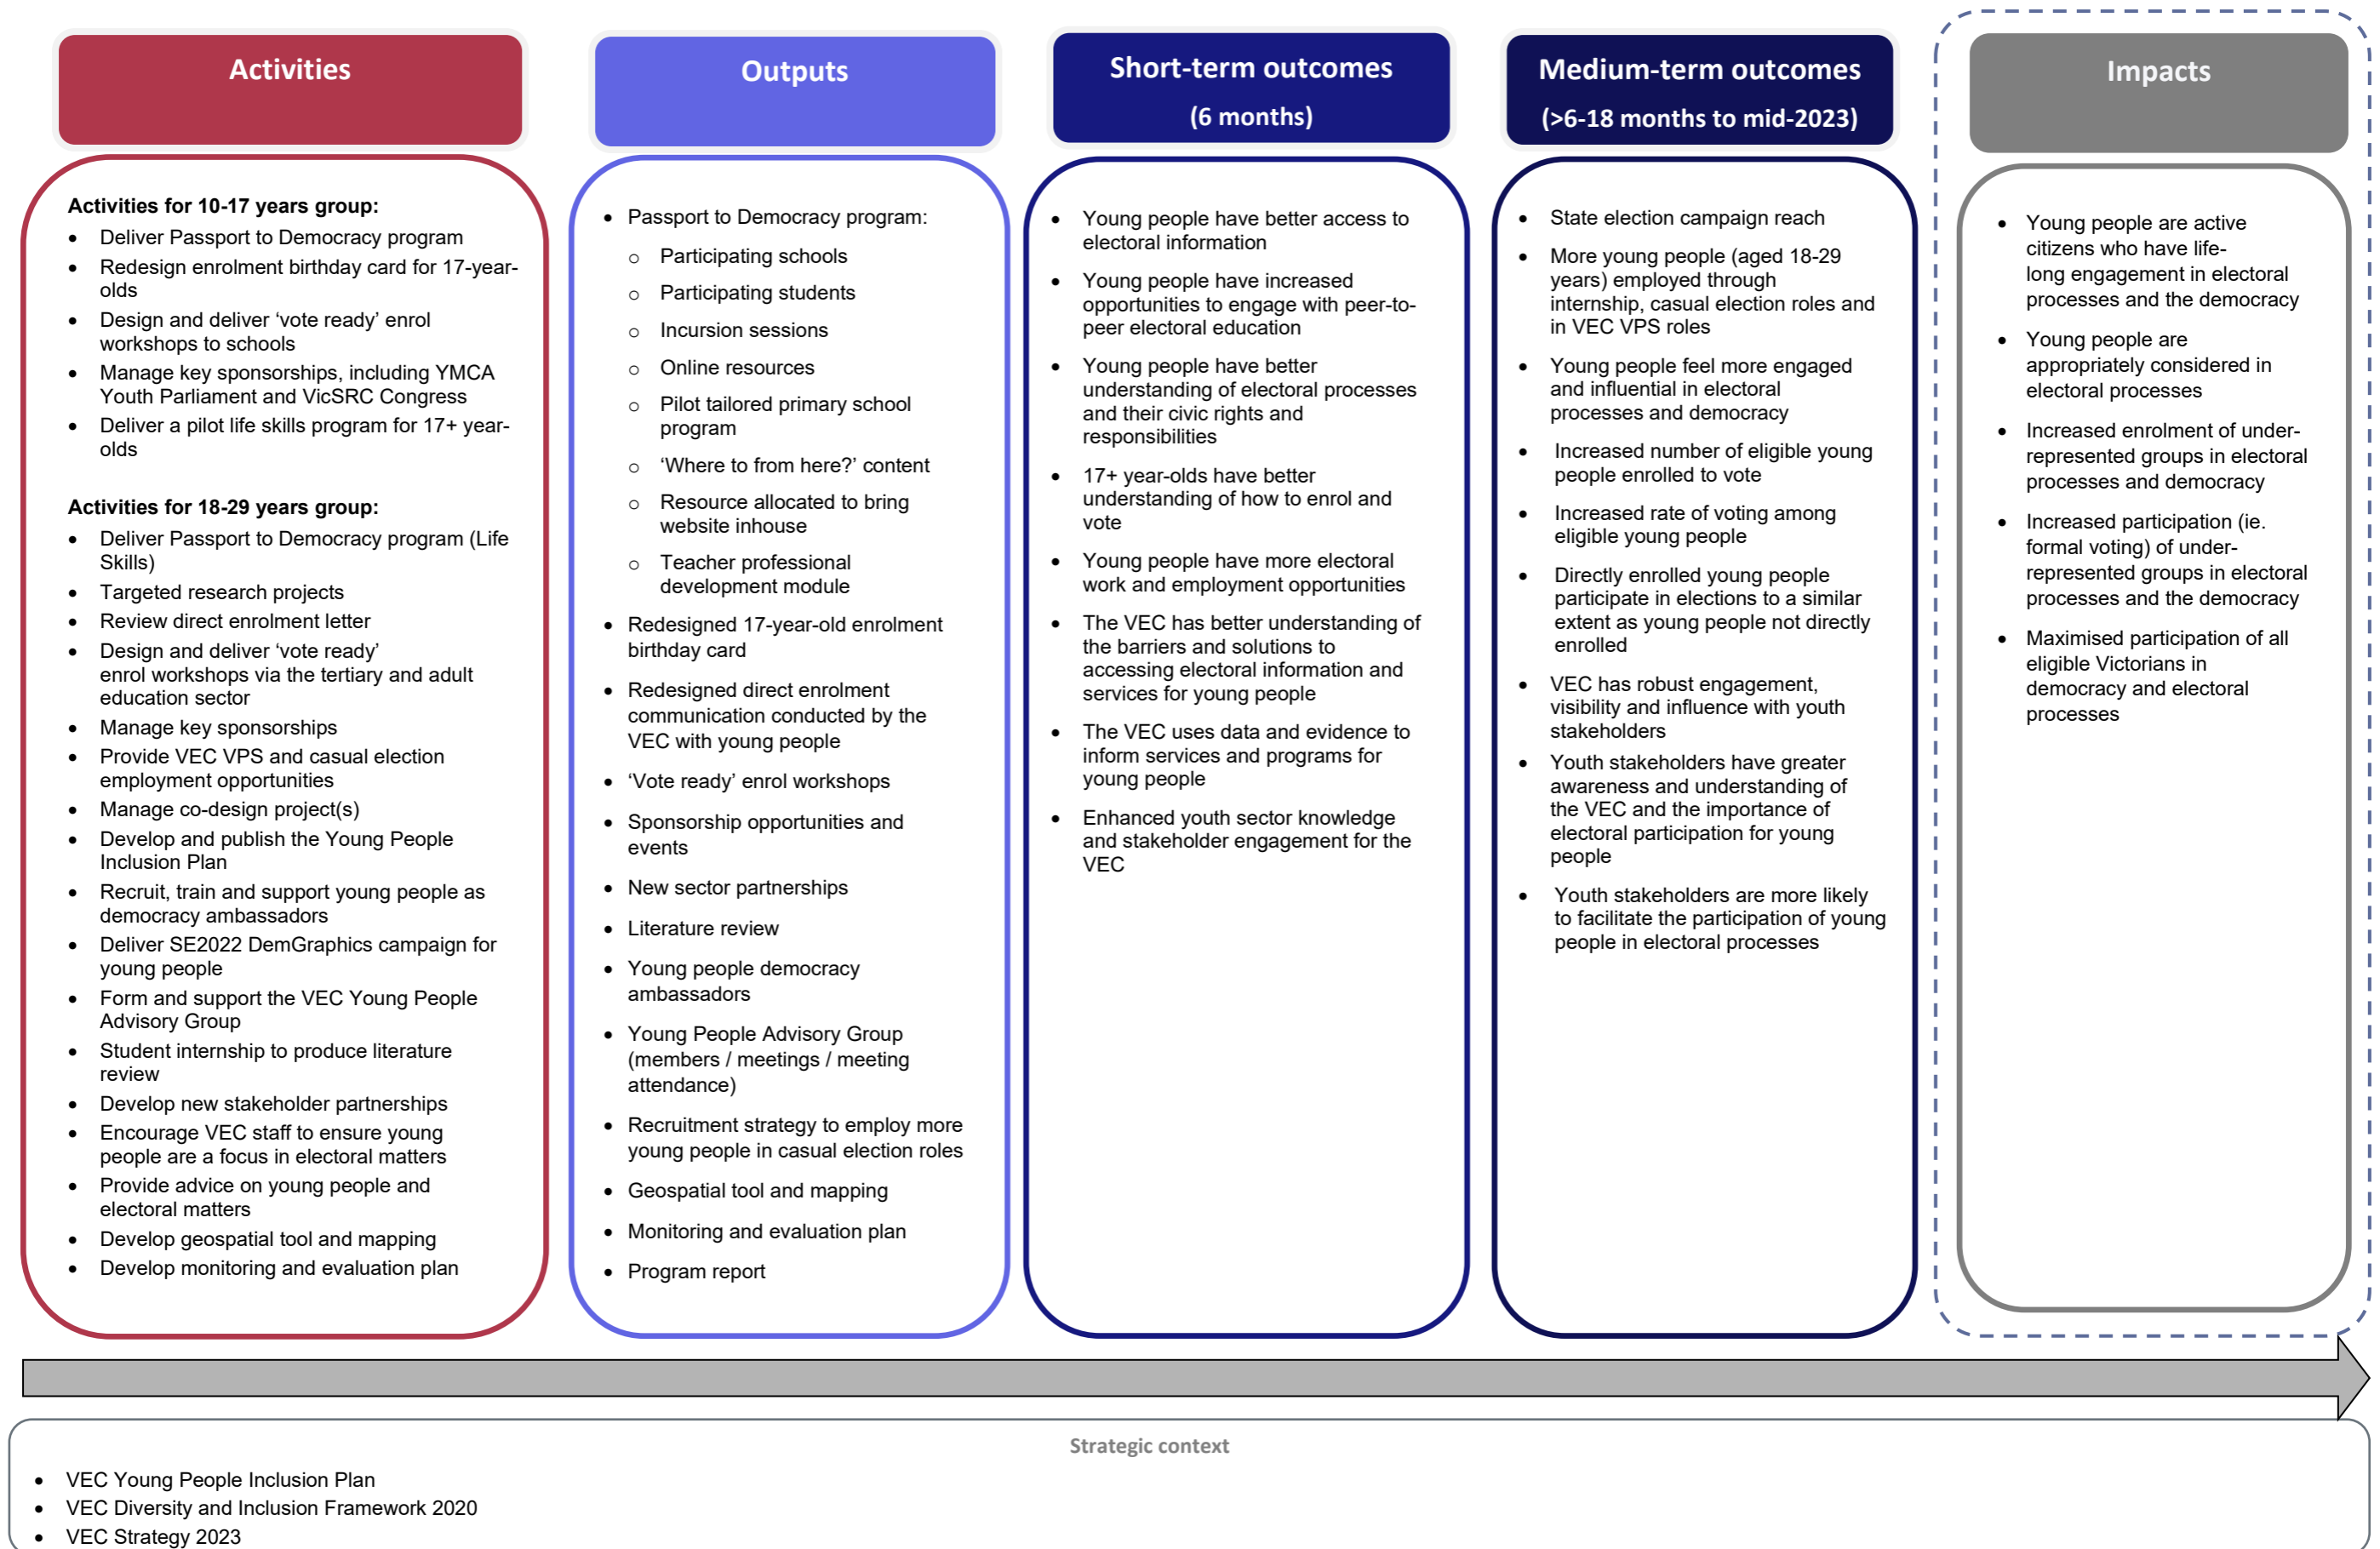 Activities
Activities for 10-17 years group:
• Deliver Passport to Democracy program
• Redesign enrolment birthday card for 17-year-
olds
• Design and deliver ‘vote ready’ enrol
workshops to schools
• Manage key sponsorships, including YMCA
Youth Parliament and VicSRC Congress
• Deliver a pilot life skills program for 17+ year-
olds
Activities for 18-29 years group:
• Deliver Passport to Democracy program (Life
Skills)
• Targeted research projects
• Review direct enrolment letter
• Design and deliver ‘vote ready’
enrol workshops via the tertiary and adult
education sector
• Manage key sponsorships
• Provide VEC VPS and casual election
employment opportunities
• Manage co-design project(s)
• Develop and publish the Young People
Inclusion Plan
• Recruit, train and support young people as
democracy ambassadors
• Deliver SE2022 DemGraphics campaign for
young people
• Form and support the VEC Young People
Advisory Group
• Student internship to produce literature
review
• Develop new stakeholder partnerships
• Encourage VEC staff to ensure young
people are a focus in electoral matters
• Provide advice on young people and
electoral matters
• Develop geospatial tool and mapping
• Develop monitoring and evaluation plan
Outputs
• Passport to Democracy program:
o Participating schools
o Participating students
o Incursion sessions
o Online resources
o Pilot tailored primary school
program
o ‘Where to from here?’ content
o Resource allocated to bring
website inhouse
o Teacher professional
development module
• Redesigned 17-year-old enrolment
birthday card
• Redesigned direct enrolment
communication conducted by the
VEC with young people
• ‘Vote ready’ enrol workshops
• Sponsorship opportunities and
events
• New sector partnerships
• Literature review
• Young people democracy
ambassadors
• Young People Advisory Group
(members / meetings / meeting
attendance)
• Recruitment strategy to employ more
young people in casual election roles
• Geospatial tool and mapping
• Monitoring and evaluation plan
• Program report
Short-term outcomes
(6 months)
• Young people have better access to
electoral information
• Young people have increased
opportunities to engage with peer-to-
peer electoral education
• Young people have better
understanding of electoral processes
and their civic rights and
responsibilities
• 17+ year-olds have better
understanding of how to enrol and
vote
• Young people have more electoral
work and employment opportunities
• The VEC has better understanding of
the barriers and solutions to
accessing electoral information and
services for young people
• The VEC uses data and evidence to
inform services and programs for
young people
• Enhanced youth sector knowledge
and stakeholder engagement for the
VEC
Medium-term outcomes
(>6-18 months to mid-2023)
• State election campaign reach
• More young people (aged 18-29
years) employed through
internship, casual election roles and
in VEC VPS roles
• Young people feel more engaged
and influential in electoral
processes and democracy
• Increased number of eligible young
people enrolled to vote
• Increased rate of voting among
eligible young people
• Directly enrolled young people
participate in elections to a similar
extent as young people not directly
enrolled
• VEC has robust engagement,
visibility and influence with youth
stakeholders
• Youth stakeholders have greater
awareness and understanding of
the VEC and the importance of
electoral participation for young
people
• Youth stakeholders are more likely
to facilitate the participation of young
people in electoral processes
Impacts
• Young people are active
citizens who have life-
long engagement in electoral
processes and the democracy
• Young people are
appropriately considered in
electoral processes
• Increased enrolment of under-
represented groups in electoral
processes and democracy
• Increased participation (ie.
formal voting) of under-
represented groups in electoral
processes and the democracy
• Maximised participation of all
eligible Victorians in
democracy and electoral
processes
Strategic context
• VEC Young People Inclusion Plan
• VEC Diversity and Inclusion Framework 2020
• VEC Strategy 2023